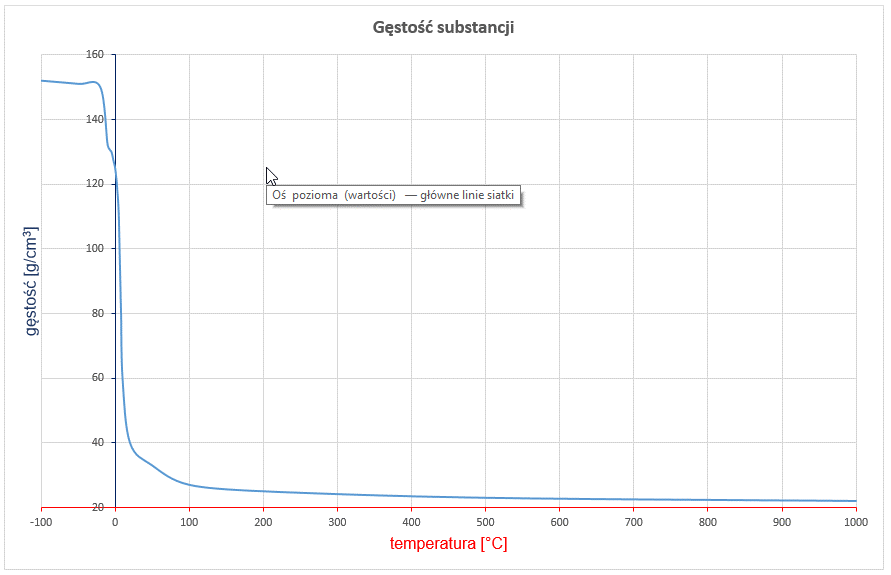 Gęstość substancji
160
140
120
100
80
60
40
20
gęstość [g/cm³]
Oś pozioma (wartości) — główne linie siatki
-100 0 100 200 300 400 500 600 700 800 900 1000
temperatura [°C]